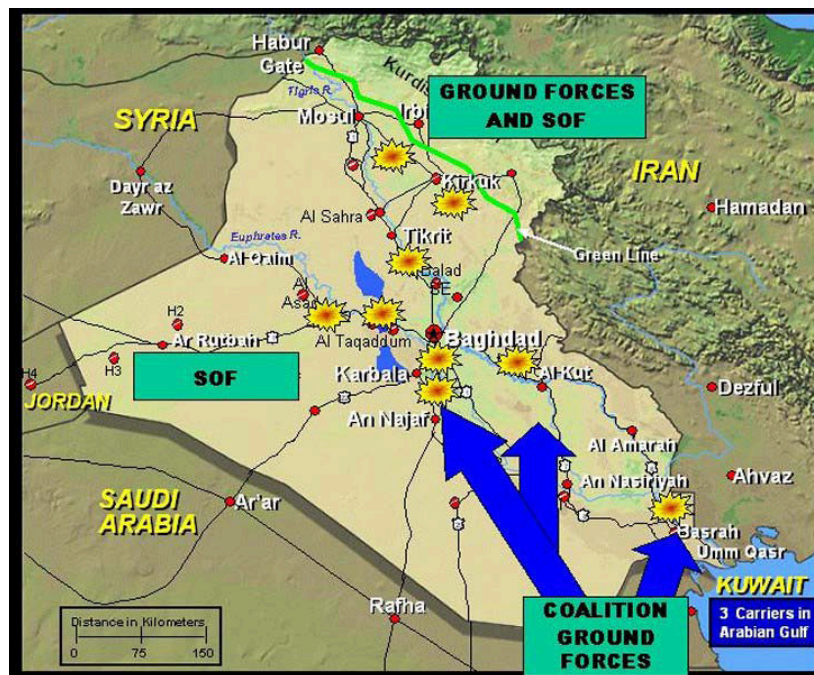 Habur
Gate
Kurdis
Tigris R.
GROUND FORCES
AND SOF
SYRIA
Mosul
Irbi
IRAN
Dayr az
Zawr
Kirkuk
Hamadan
Al Sahra
Euphrates R.
Tikrit
Green Line
Al Qaim
Balad
SE
Al
Asad
H2
Ar Rutbah
Al Taqaddum
Baghdad
SOF
H3
H4
Karbala
Al Kut
Dezful
JORDAN
An Najaf
Al Amarah
SAUDI
ARABIA
Ar'ar
An Nasiriyah
Ahvaz
Basrah
Umm Qasr
KUWAIT
Rafha
COALITION
GROUND
FORCES
3 Carriers in
Arabian Gulf
Distance in Kilometers
0 75 150